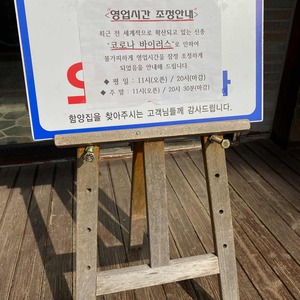 <영업시간 조정안내>
최근 전 세계적으로 확산되고 있는 신종
"코로나 바이러스"로 인하여
불가피하게 영업시간을 잠정 조정하게
되었음을 안내해 드립니다.
◆ 평 일 : 11시(오픈) / 20시(마감)
◆ 주 말 : 11시(오픈) / 20시 30분(마감)
함양집을 찾아주시는 고객님들께 감사드립니다.